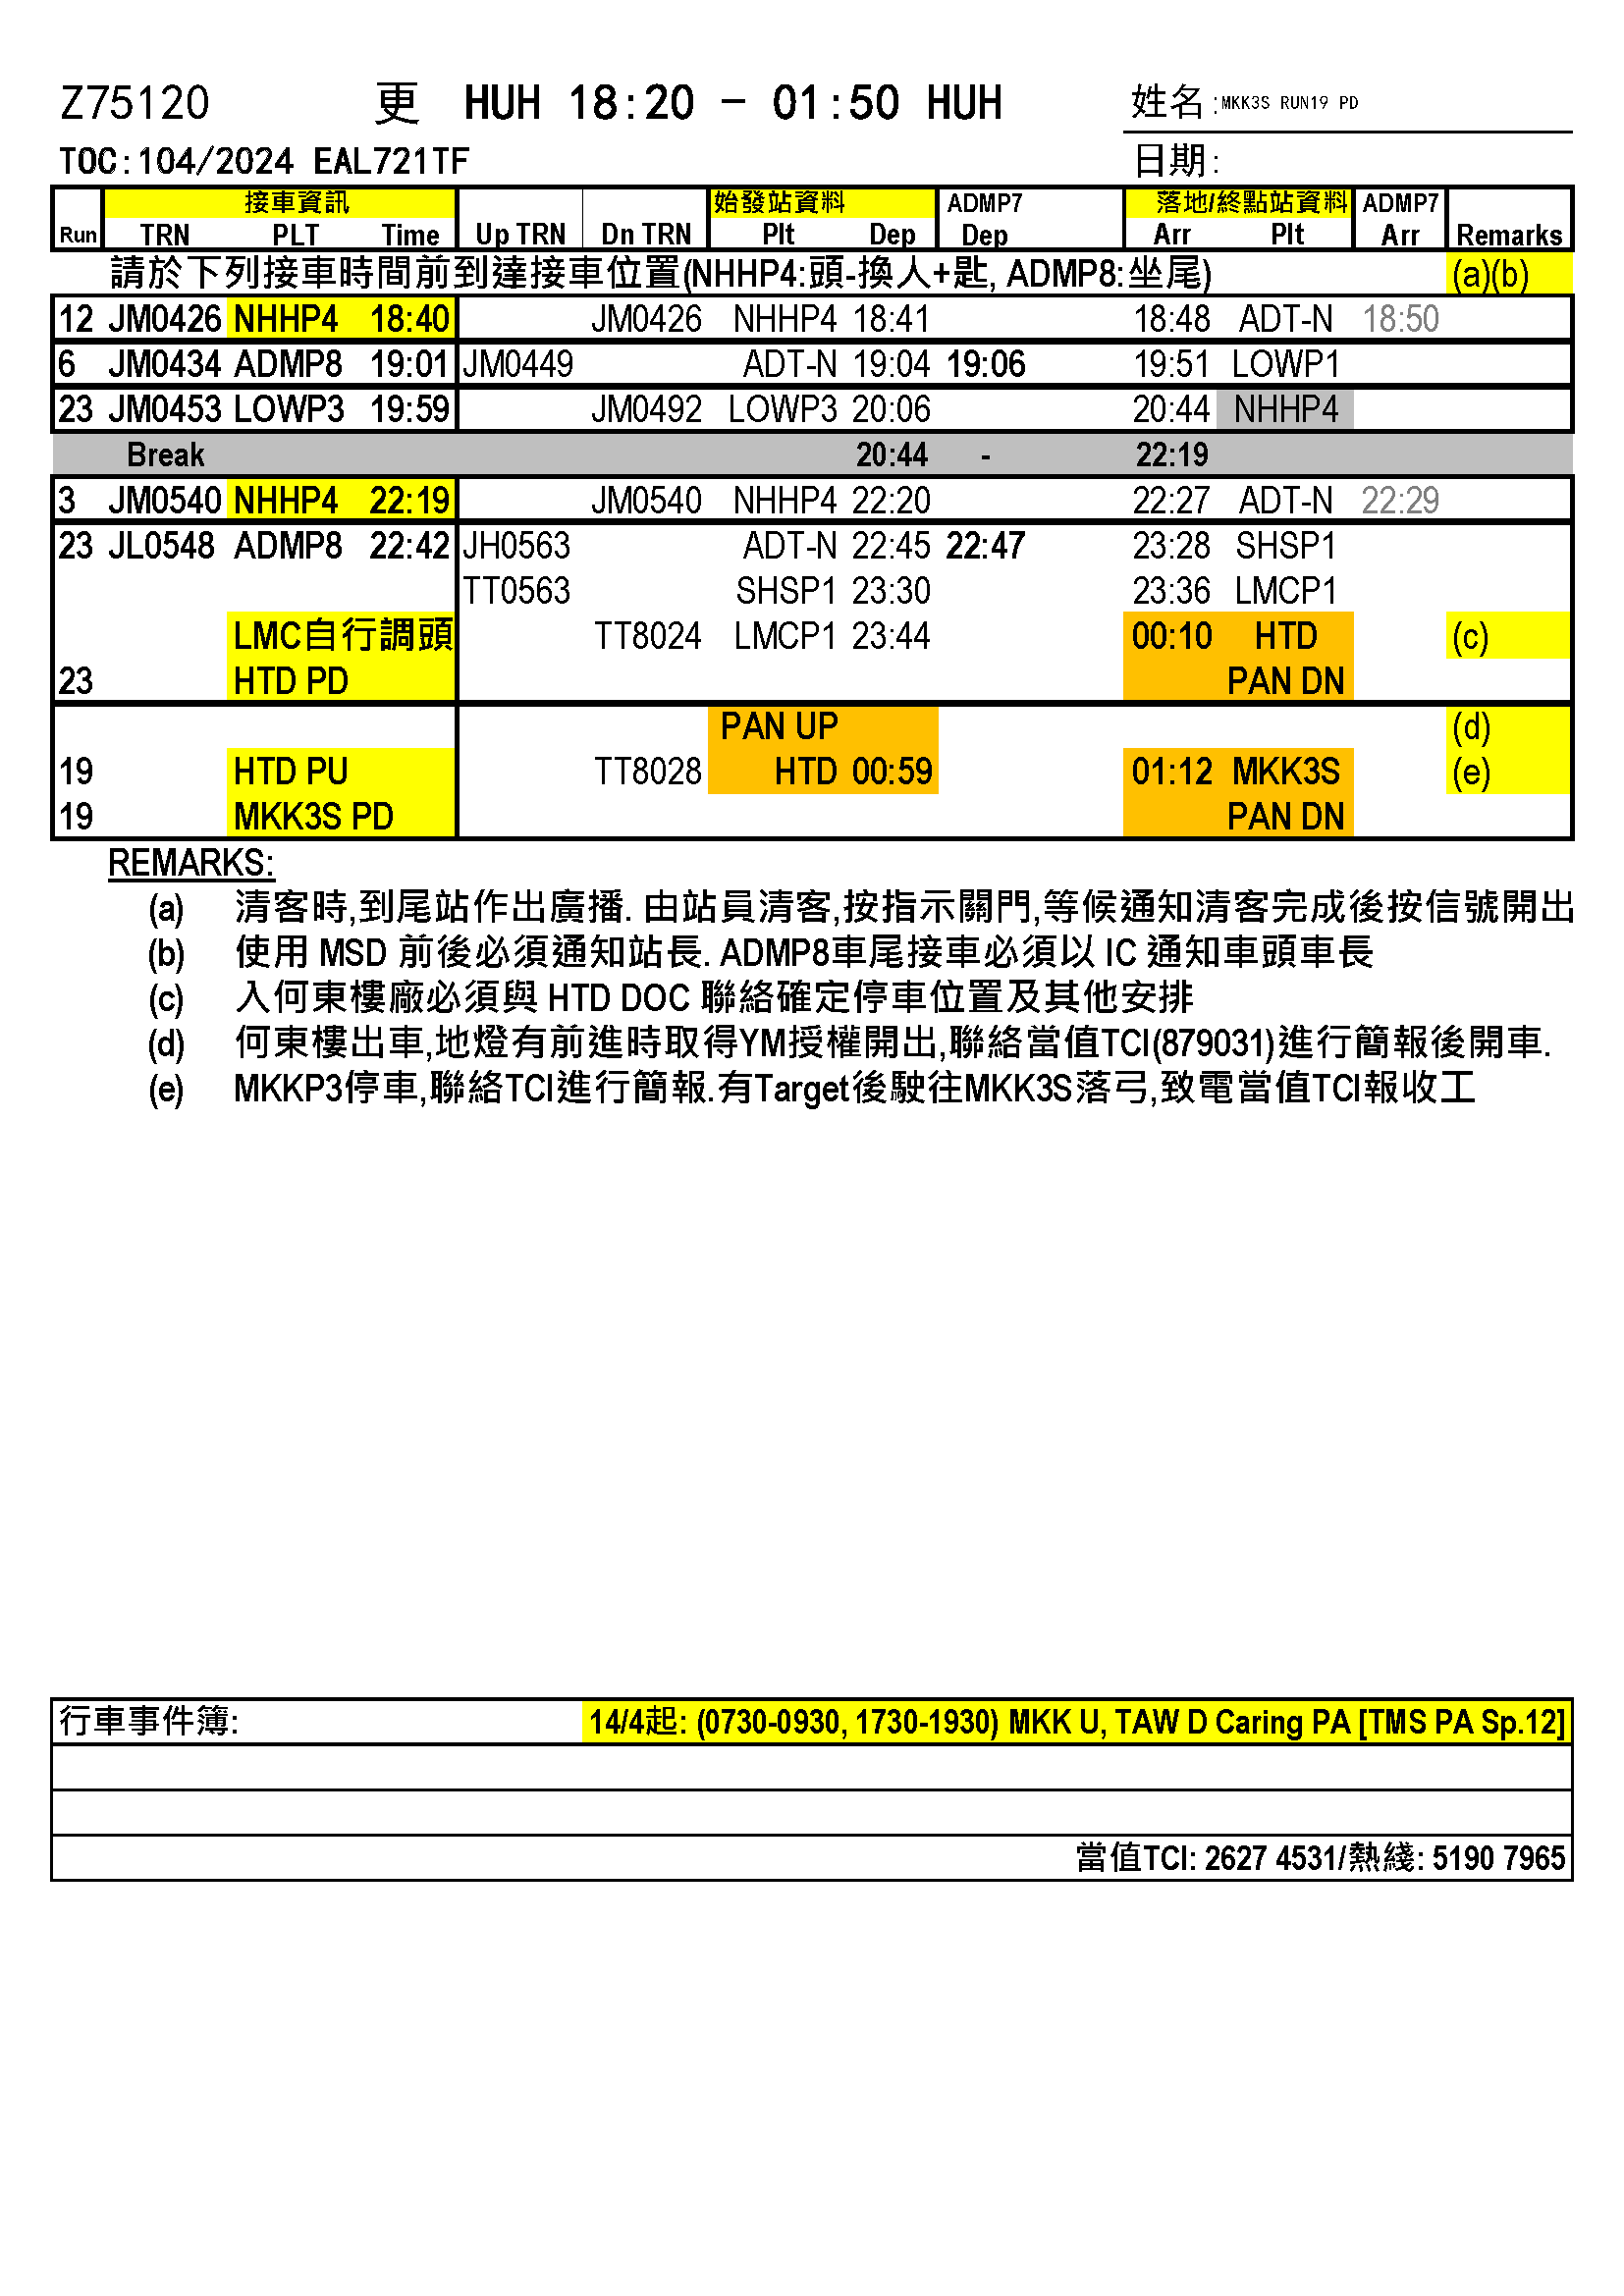 Z75120 更 HUH 18:20 - 01:50 HUH 姓名:MKK3S RUN19 PD
TOC:104/2024 EAL721TF 日期:
接車資訊 始發站資料 ADMP7 落地/終點站資料 ADMP7
Run TRN PLT Time Up TRN Dn TRN Plt Dep Dep Arr Plt Arr Remarks
請於下列接車時間前到達接車位置(NHHP4:頭-換人+匙, ADMP8:坐尾) (a)(b)
12 JM0426 NHHP4 18:40 JM0426 NHHP4 18:41 18:48 ADT-N 18:50
6 JM0434 ADMP8 19:01 JM0449 ADT-N 19:04 19:06 19:51 LOWP1
23 JM0453 LOWP3 19:59 JM0492 LOWP3 20:06 20:44 NHHP4
Break 20:44 - 22:19
3 JM0540 NHHP4 22:19 JM0540 NHHP4 22:20 22:27 ADT-N 22:29
23 JL0548 ADMP8 22:42 JH0563 ADT-N 22:45 22:47 23:28 SHSP1
TT0563 SHSP1 23:30 23:36 LMCP1
LMC自行調頭 TT8024 LMCP1 23:44 00:10 HTD (c)
23 HTD PD PAN DN
PAN UP (d)
19 HTD PU TT8028 HTD 00:59 01:12 MKK3S (e)
19 MKK3S PD PAN DN
REMARKS:
(a) 清客時,到尾站作出廣播. 由站員清客,按指示關門,等候通知清客完成後按信號開出
(b) 使用 MSD 前後必須通知站長. ADMP8車尾接車必須以 IC 通知車頭車長
(c) 入何東樓廠必須與 HTD DOC 聯絡確定停車位置及其他安排
(d) 何東樓出車,地燈有前進時取得YM授權開出,聯絡當值TCI(879031)進行簡報後開車.
(e) MKKP3停車,聯絡TCI進行簡報.有Target後駛往MKK3S落弓,致電當值TCI報收工
行車事件簿: 14/4起: (0730-0930, 1730-1930) MKK U, TAW D Caring PA [TMS PA Sp.12]
當值TCI: 2627 4531/熱綫: 5190 7965